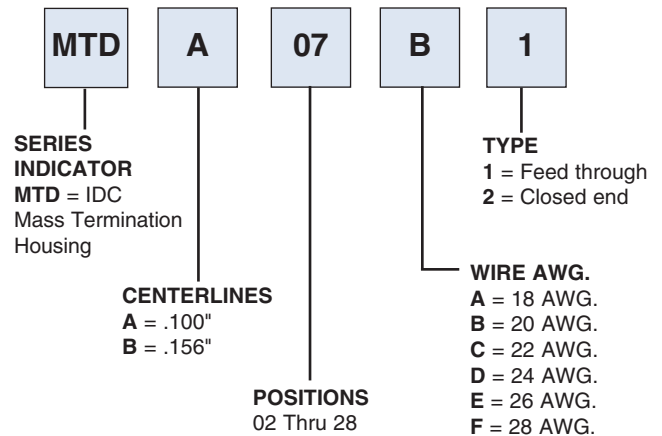 MTD A 07 B 1
SERIES
INDICATOR
MTD = IDC
Mass Termination
Housing
CENTERLINES
A = .100"
B = .156"
POSITIONS
02 Thru 28
TYPE
1 = Feed through
2 = Closed end
WIRE AWG.
A = 18 AWG.
B = 20 AWG.
C = 22 AWG.
D = 24 AWG.
E = 26 AWG.
F = 28 AWG.